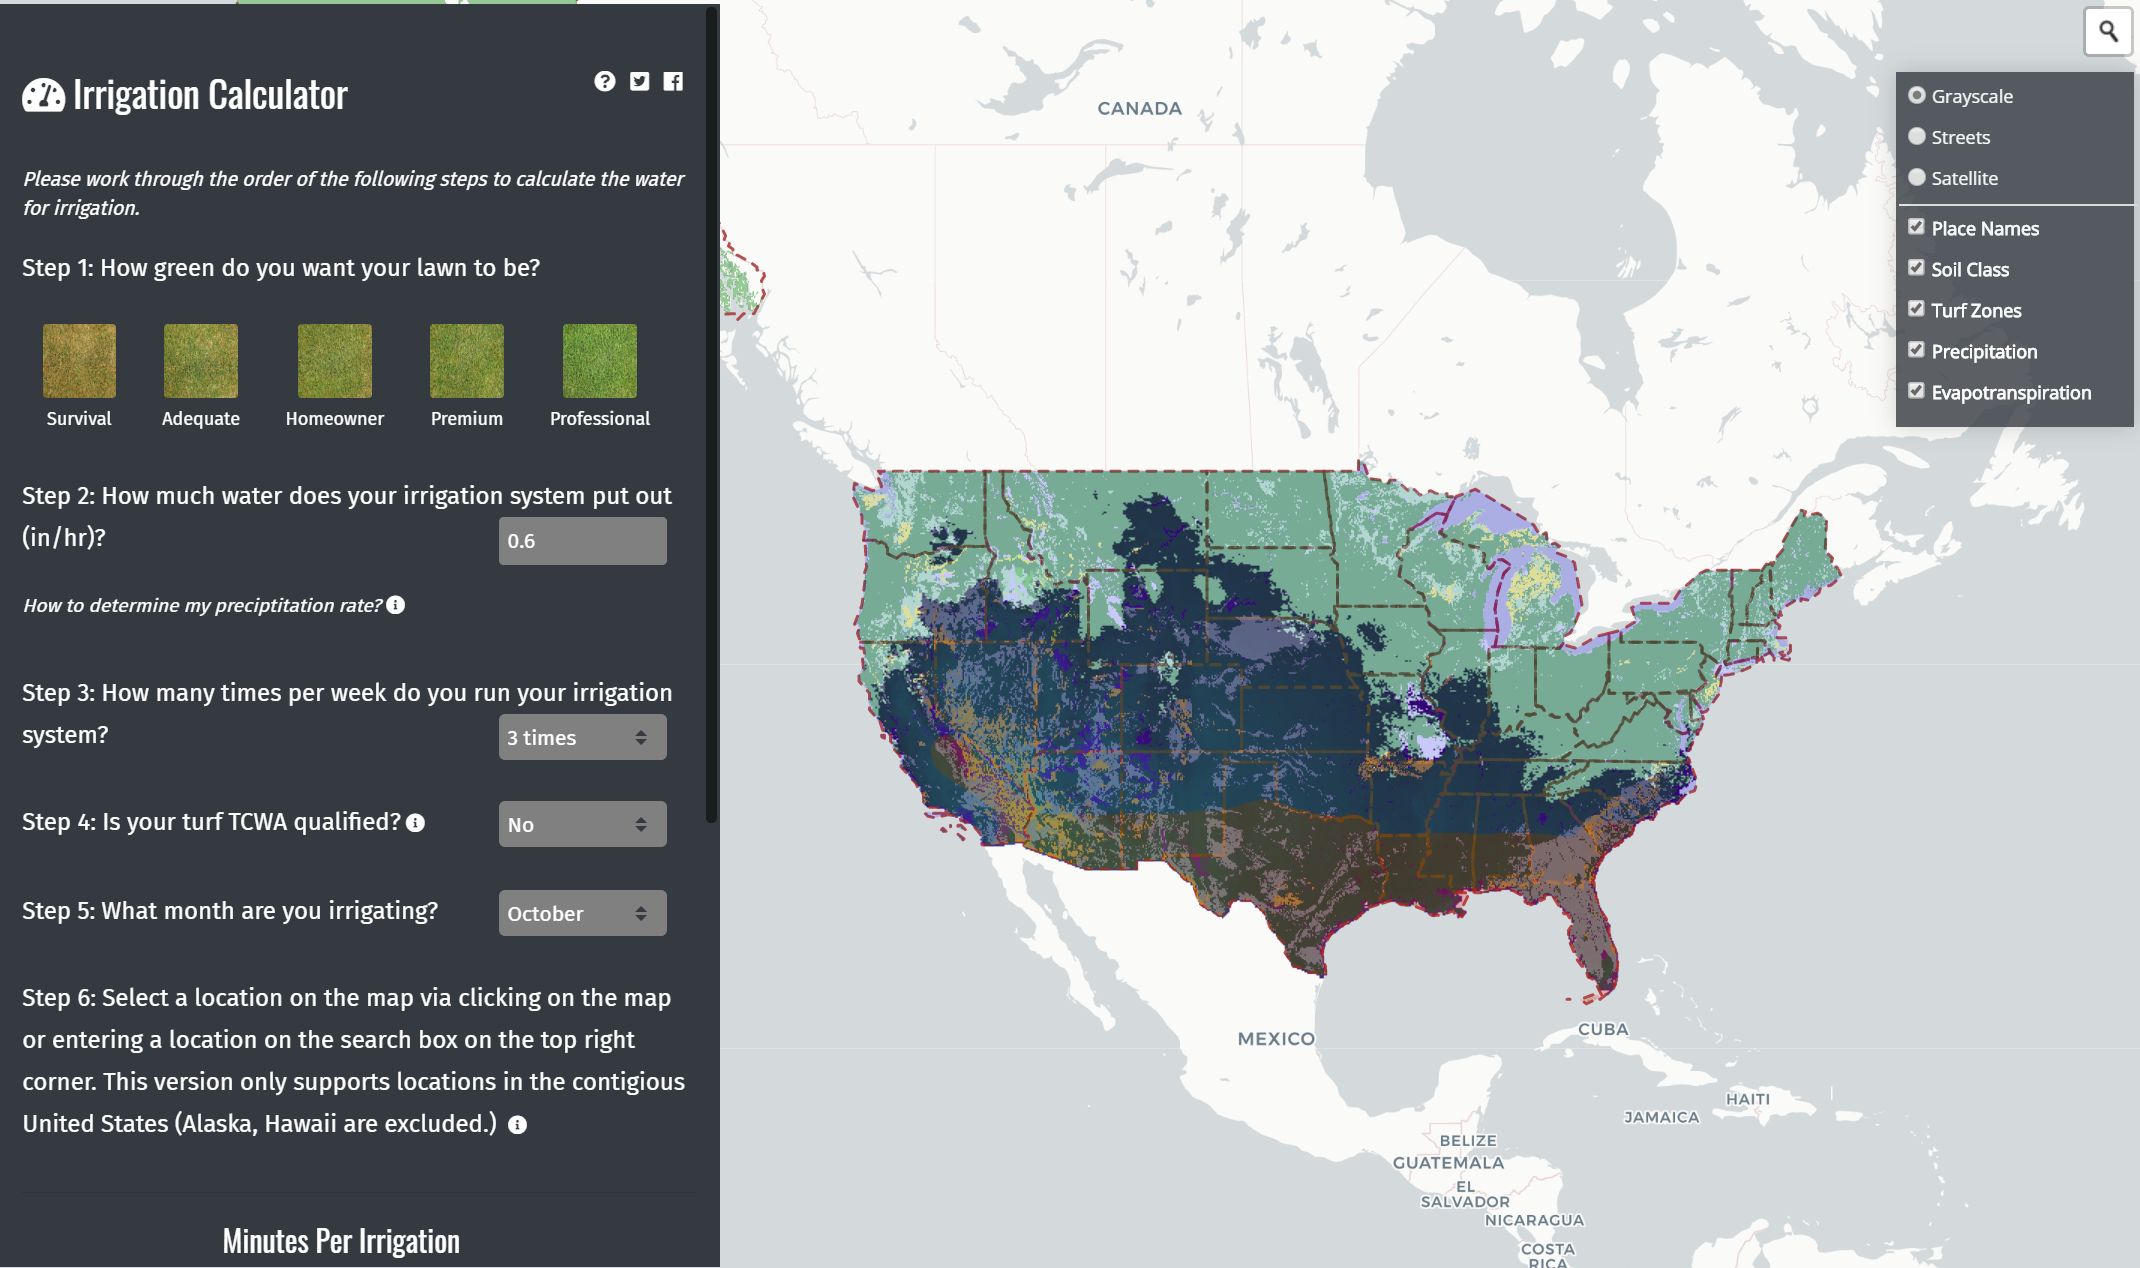 Irrigation Calculator
Please work through the order of the following steps to calculate the water
for irrigation.
Step 1: How green do you want your lawn to be?
Survival
Adequate
Homeowner
Premium
Professional
Step 2: How much water does your irrigation system put out
(in/hr)?
0.6
How to determine my preciptitation rate?
Step 3: How many times per week do you run your irrigation
system?
3 times
Step 4: Is your turf TCWA qualified?
No
Step 5: What month are you irrigating?
October
Step 6: Select a location on the map via clicking on the map
or entering a location on the search box on the top right
corner. This version only supports locations in the contigious
United States (Alaska, Hawaii are excluded.)
Minutes Per Irrigation
Grayscale
Streets
Satellite
Place Names
Soil Class
Turf Zones
Precipitation
Evapotranspiration
CANADA
MEXICO
CUBA
HAITI
JAMAICA
BELIZE
GUATEMALA
EL
SALVADOR
NICARAGUA
COSTA
RICA